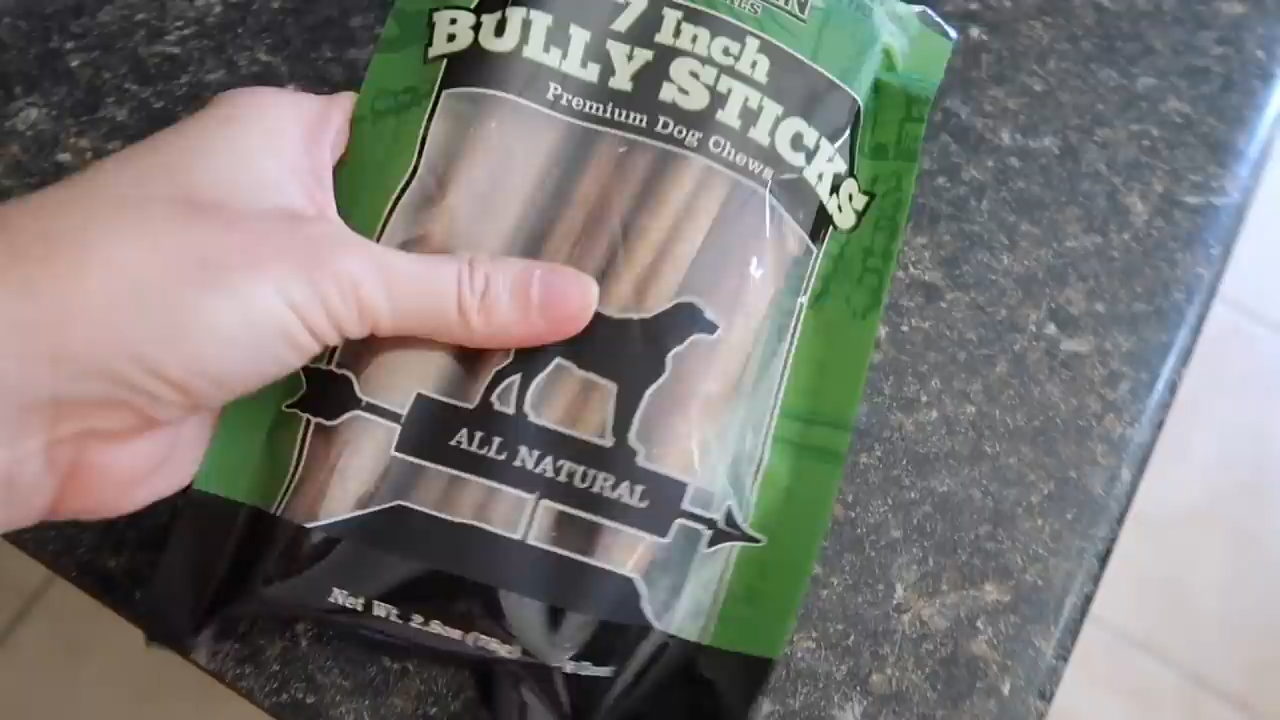 7 Inch
BULLY STICKS
Premium Dog Chews
ALL NATURAL
Net Wt.